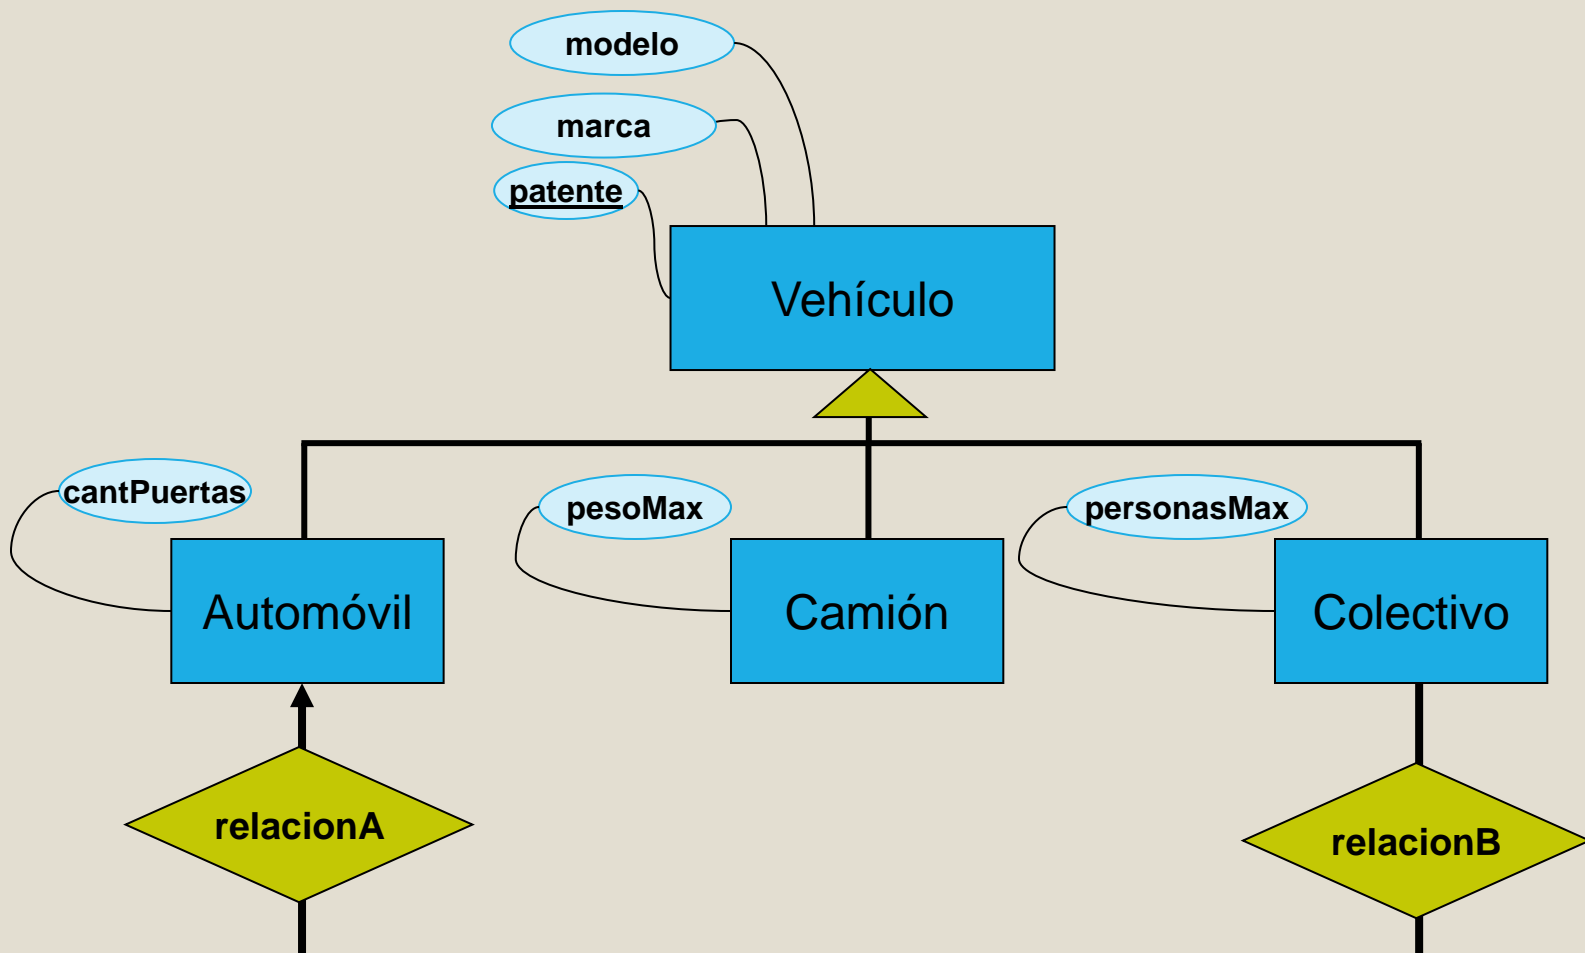 modelo
marca
patente
Vehículo
cantPuertas
pesoMax
personasMax
Automóvil
Camión
Colectivo
relacionA
relacionB